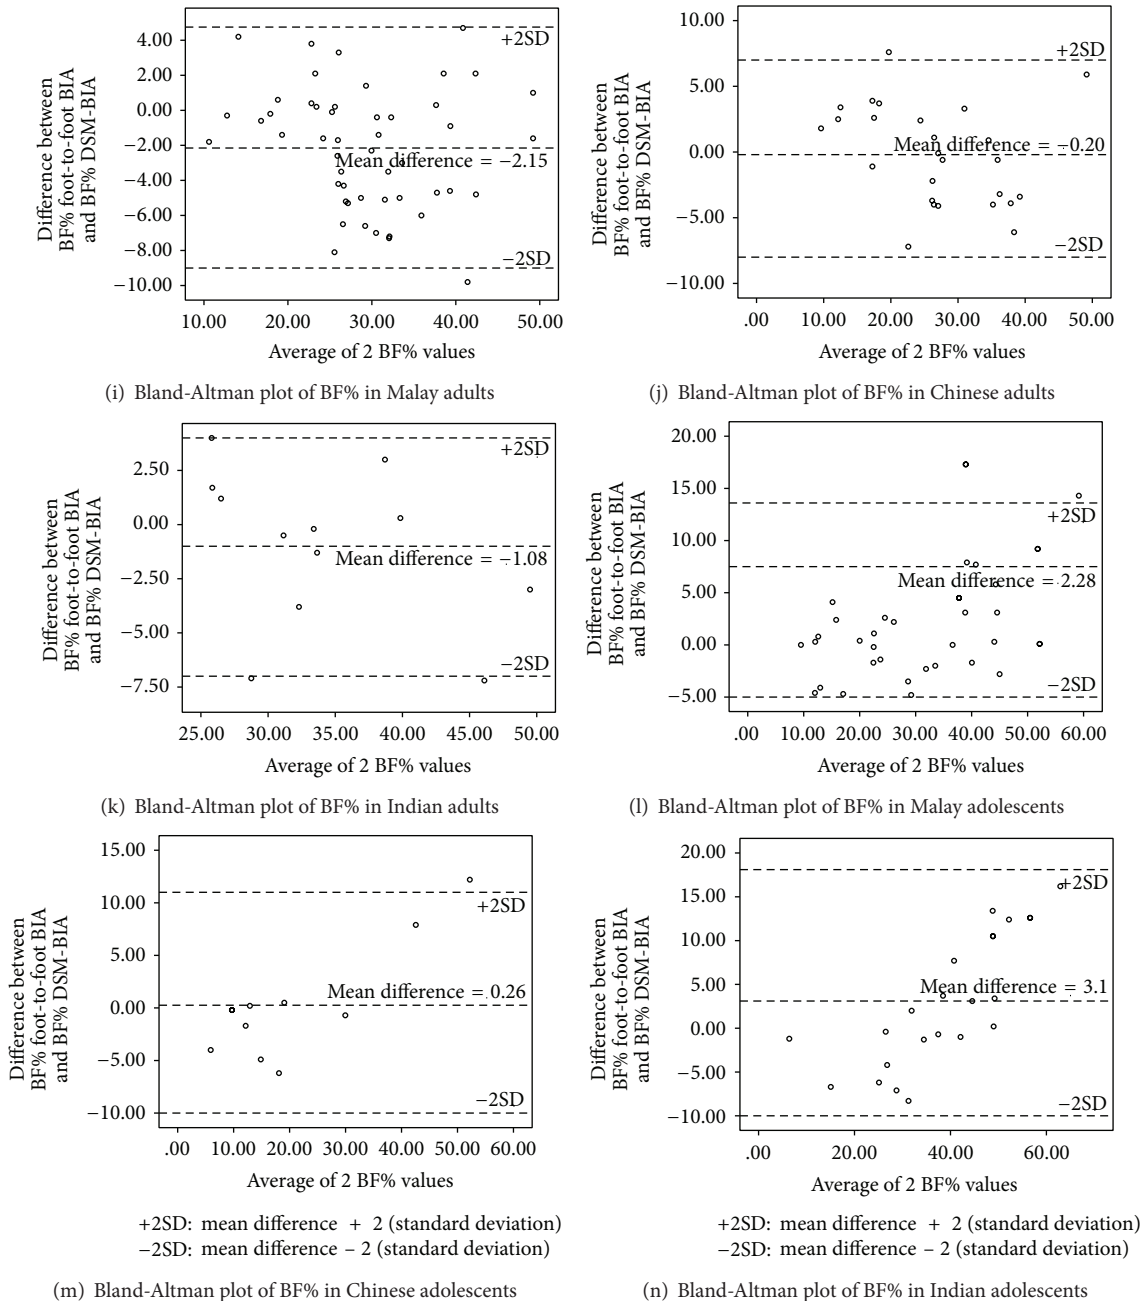 Difference between
BF% foot-to-foot BIA
and BF% DSM-BIA
4.00
2.00
0.00
−2.00
−4.00
−6.00
−8.00
−10.00
+2SD
Mean difference = −2.15
−2SD
10.00 20.00 30.00 40.00 50.00
Average of 2 BF% values
(i) Bland-Altman plot of BF% in Malay adults
Difference between
BF% foot-to-foot BIA
and BF% DSM-BIA
10.00
5.00
0.00
−5.00
−10.00
+2SD
Mean difference = −0.20
−2SD
.00 10.00 20.00 30.00 40.00 50.00
Average of 2 BF% values
(j) Bland-Altman plot of BF% in Chinese adults
Difference between
BF% foot-to-foot BIA
and BF% DSM-BIA
2.50
0.00
−2.50
−5.00
−7.50
+2SD
Mean difference = −1.08
−2SD
25.00 30.00 35.00 40.00 45.00 50.00
Average of 2 BF% values
(k) Bland-Altman plot of BF% in Indian adults
Difference between
BF% foot-to-foot BIA
and BF% DSM-BIA
20.00
15.00
10.00
5.00
0.00
−5.00
+2SD
Mean difference = 2.28
−2SD
.00 10.00 20.00 30.00 40.00 50.00 60.00
Average of 2 BF% values
(l) Bland-Altman plot of BF% in Malay adolescents
Difference between
BF% foot-to-foot BIA
and BF% DSM-BIA
15.00
10.00
5.00
0.00
−5.00
−10.00
+2SD
Mean difference = 0.26
−2SD
.00 10.00 20.00 30.00 40.00 50.00 60.00
Average of 2 BF% values
+2SD: mean difference + 2 (standard deviation)
−2SD: mean difference − 2 (standard deviation)
(m) Bland-Altman plot of BF% in Chinese adolescents
Difference between
BF% foot-to-foot BIA
and BF% DSM-BIA
20.00
15.00
10.00
5.00
0.00
−5.00
−10.00
+2SD
Mean difference = 3.1
−2SD
.00 20.00 40.00 60.00
Average of 2 BF% values
+2SD: mean difference + 2 (standard deviation)
−2SD: mean difference − 2 (standard deviation)
(n) Bland-Altman plot of BF% in Indian adolescents